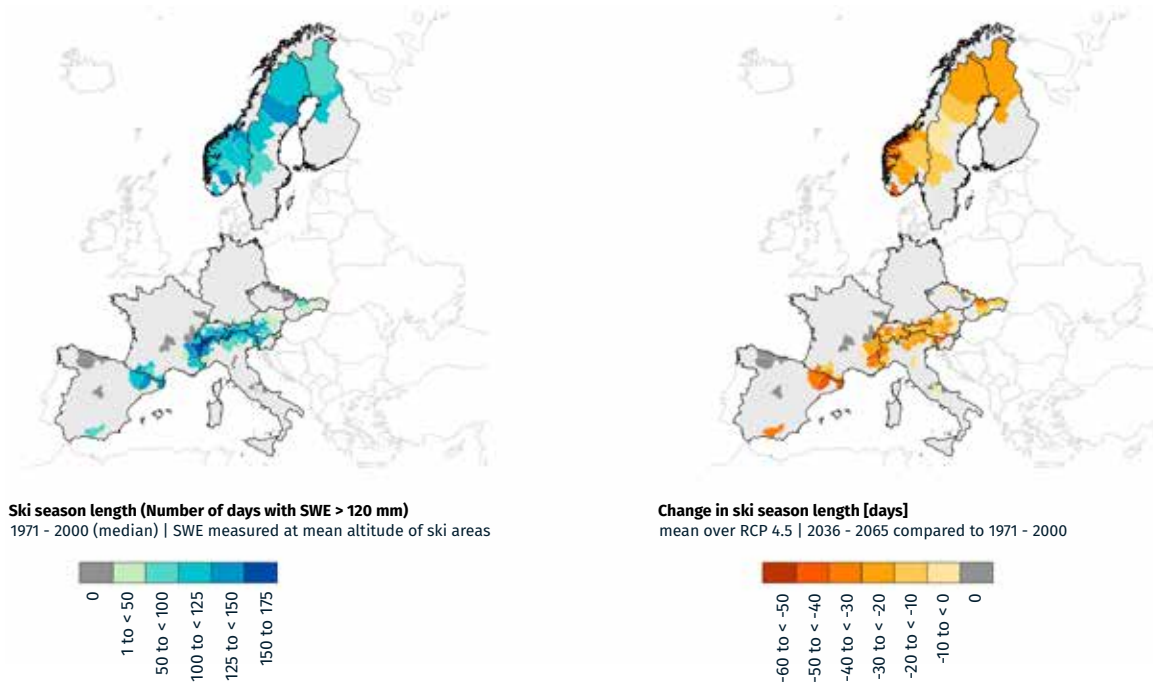 Ski season length (Number of days with SWE > 120 mm)
1971 - 2000 (median) | SWE measured at mean altitude of ski areas
0
1 to < 50
50 to < 100
100 to < 125
125 to < 150
150 to 175
Change in ski season length [days]
mean over RCP 4.5 | 2036 - 2065 compared to 1971 - 2000
-60 to < -50
-50 to < -40
-40 to < -30
-30 to < -20
-20 to < -10
-10 to < 0
0